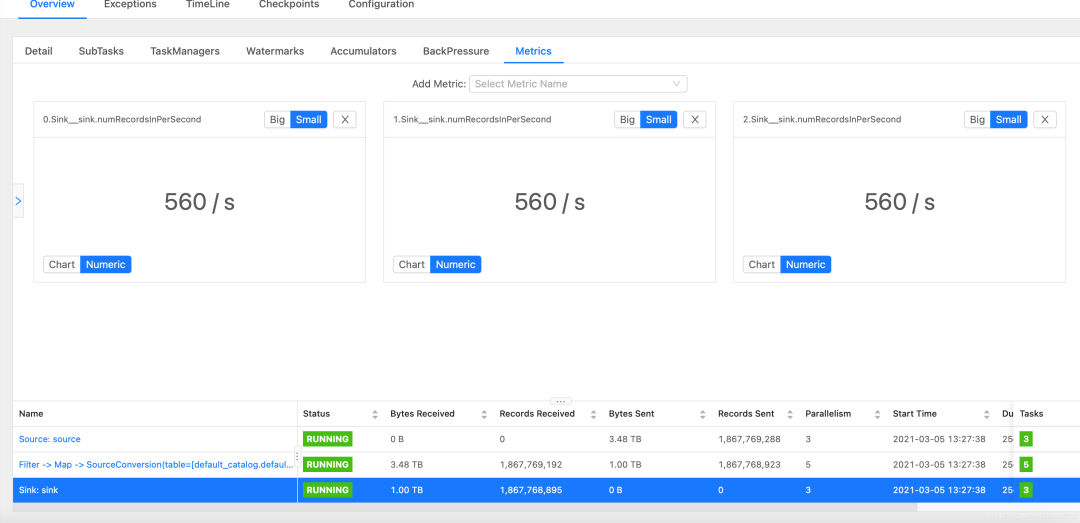 Overview Exceptions TimeLine Checkpoints Configuration
Detail SubTasks TaskManagers Watermarks Accumulators BackPressure Metrics
Add Metric: Select Metric Name
0.Sink__sink.numRecordsInPerSecond Big Small X
1.Sink__sink.numRecordsInPerSecond Big Small X
2.Sink__sink.numRecordsInPerSecond Big Small X
560 / s
560 / s
560 / s
Chart Numeric
Chart Numeric
Chart Numeric
Name Status Bytes Received Records Received Bytes Sent Records Sent Parallelism Start Time Du Tasks
Source: source RUNNING 0 B 0 3.48 TB 1,867,769,288 3 2021-03-05 13:27:38 25 3
Filter -> Map -> SourceConversion(table=[default_catalog.defaul... RUNNING 3.48 TB 1,867,769,192 1.00 TB 1,867,768,923 5 2021-03-05 13:27:38 25 5
Sink: sink RUNNING 1.00 TB 1,867,768,895 0 B 0 3 2021-03-05 13:27:38 25 3